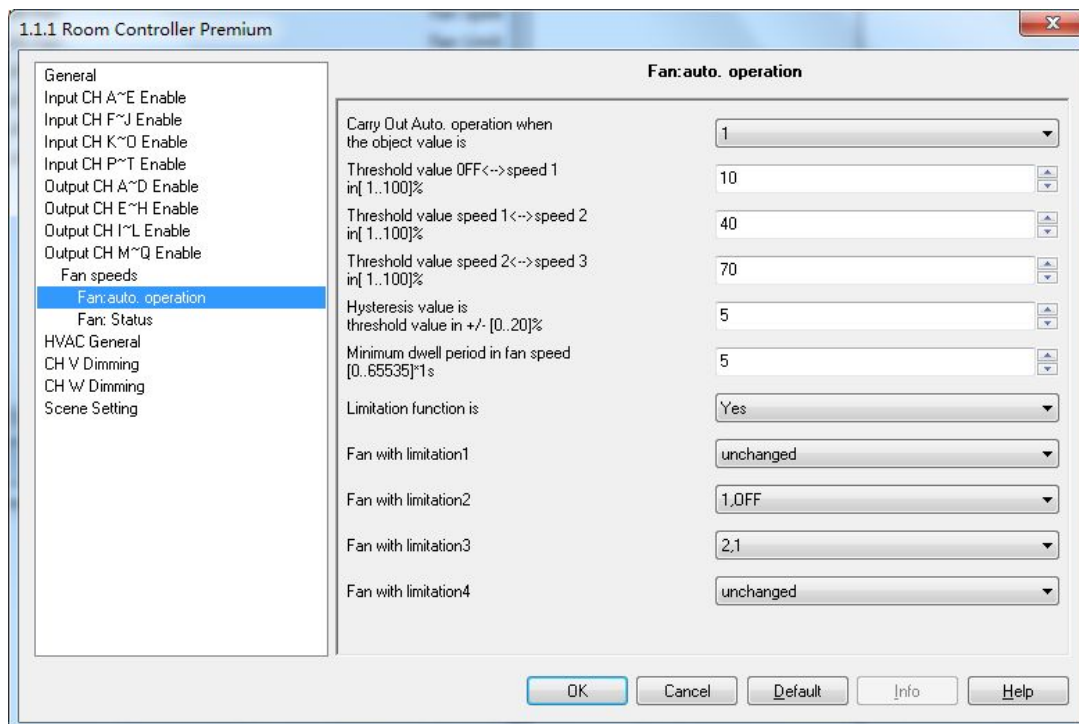 1.1.1 Room Controller Premium
General
Input CH A~E Enable
Input CH F~J Enable
Input CH K~O Enable
Input CH P~T Enable
Output CH A~D Enable
Output CH E~H Enable
Output CH I~L Enable
Output CH M~Q Enable
Fan speeds
Fan:auto. operation
Fan: Status
HVAC General
CH V Dimming
CH W Dimming
Scene Setting
Fan:auto. operation
Carry Out Auto. operation when
the object value is
1
Threshold value OFF<-->speed 1
in[ 1..100]%
10
Threshold value speed 1<-->speed 2
in[ 1..100]%
40
Threshold value speed 2<-->speed 3
in[ 1..100]%
70
Hysteresis value is
threshold value in +/- [0..20]%
5
Minimum dwell period in fan speed
[0..65535]*1s
5
Limitation function is
Yes
Fan with limitation1
unchanged
Fan with limitation2
1,OFF
Fan with limitation3
2,1
Fan with limitation4
unchanged
OK
Cancel
Default
Info
Help